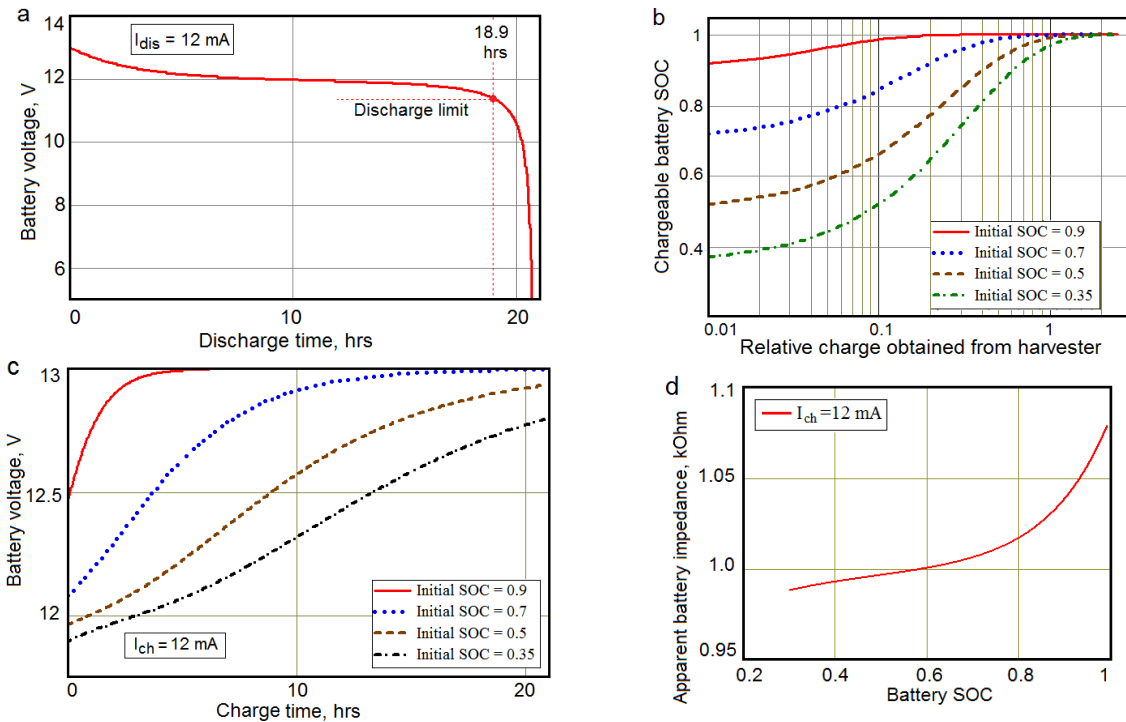 a
I dis = 12 mA
18.9
hrs
Discharge limit
14
12
10
8
6
0
10
20
Battery voltage, V
Discharge time, hrs
b
1
0.8
0.6
0.4
0.01
0.1
1
Chargeable battery SOC
Initial SOC = 0.9
Initial SOC = 0.7
Initial SOC = 0.5
Initial SOC = 0.35
Relative charge obtained from harvester
c
13
12.5
12
0
10
20
Battery voltage, V
Initial SOC = 0.9
Initial SOC = 0.7
Initial SOC = 0.5
Initial SOC = 0.35
I ch = 12 mA
Charge time, hrs
d
1.1
1.05
1.0
0.95
0.2
0.4
0.6
0.8
1
Apparent battery impedance, kOhm
I ch =12 mA
Battery SOC